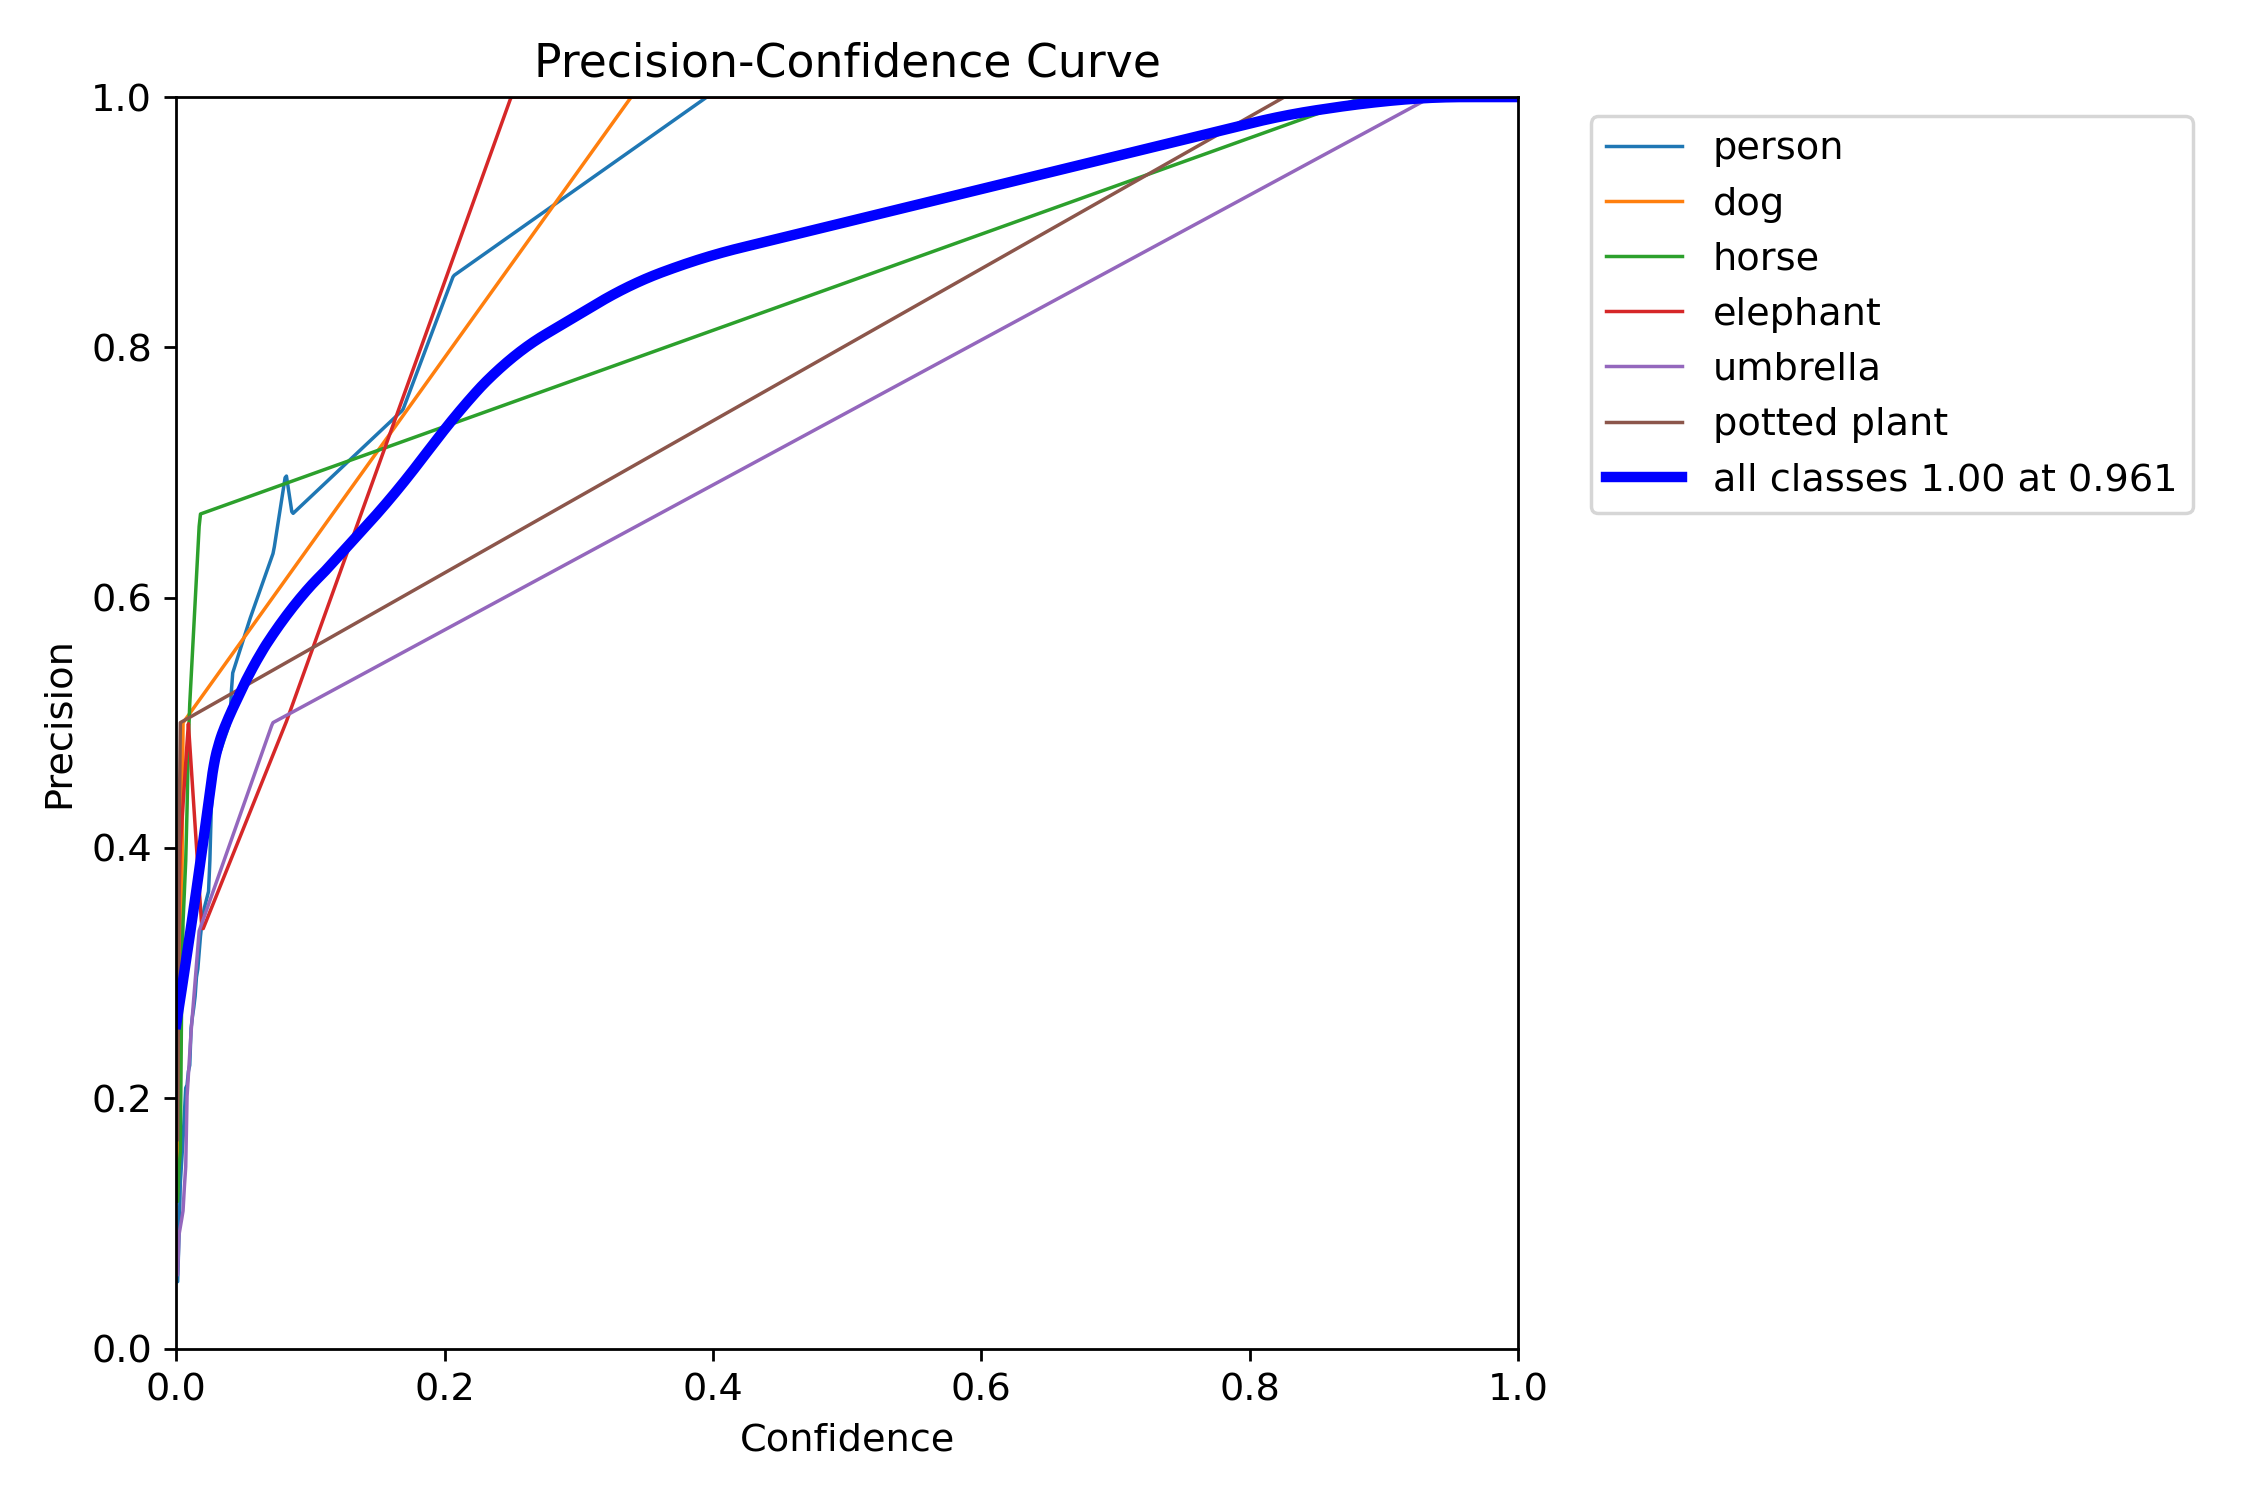 Precision-Confidence Curve
1.0
0.8
0.6
0.4
0.2
0.0
Precision
0.0 0.2 0.4 0.6 0.8 1.0
Confidence
person
dog
horse
elephant
umbrella
potted plant
all classes 1.00 at 0.961